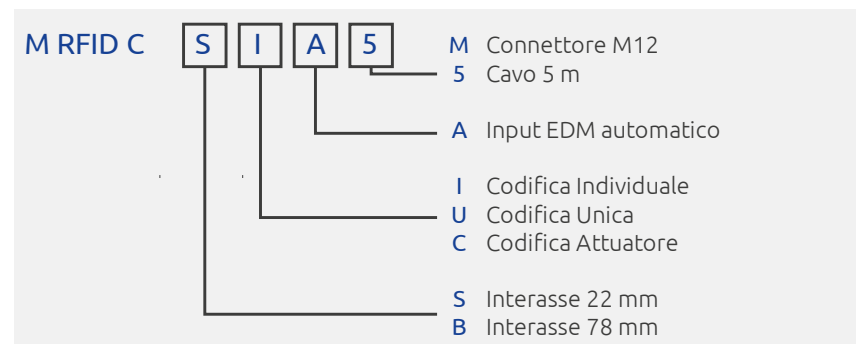 M RFID C S I A 5
M Connettore M12
5 Cavo 5 m
A Input EDM automatico
I Codifica Individuale
U Codifica Unica
C Codifica Attuatore
S Interasse 22 mm
B Interasse 78 mm